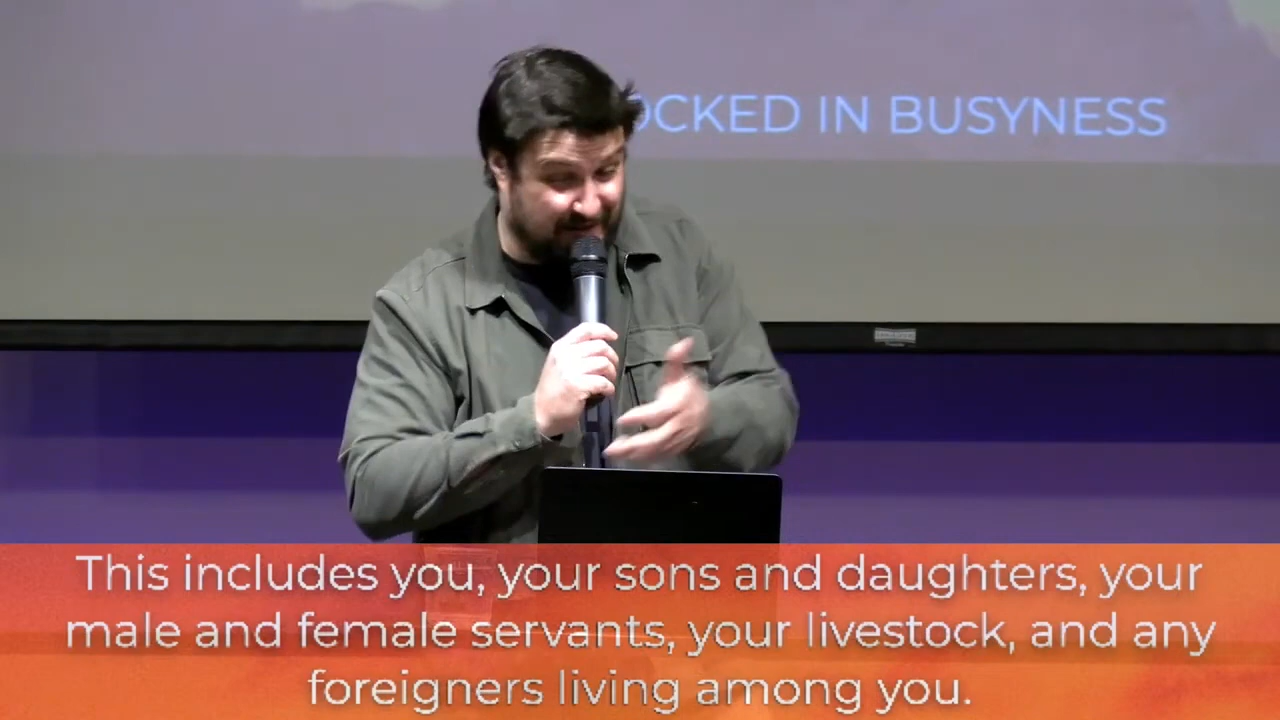 OCKED IN BUSYNESS
This includes you, your sons and daughters, your
male and female servants, your livestock, and any
foreigners living among you.